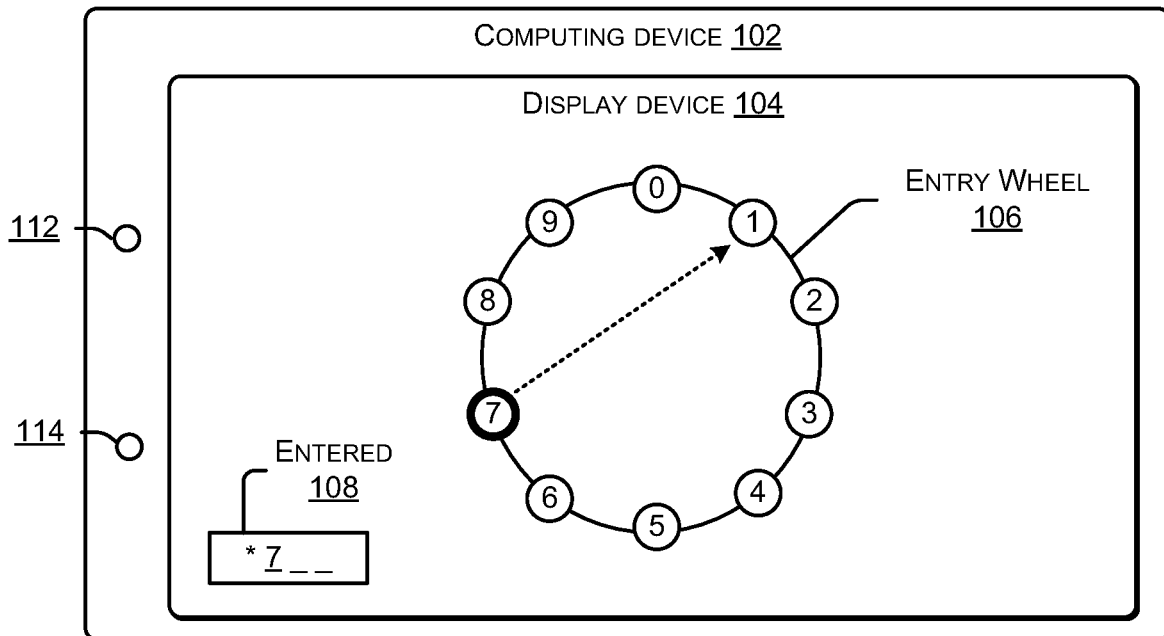 COMPUTING DEVICE 102
DISPLAY DEVICE 104
0
9
1
ENTRY WHEEL
106
112
8
2
7
3
114
ENTERED
108
6
4
5
* 7 _ _